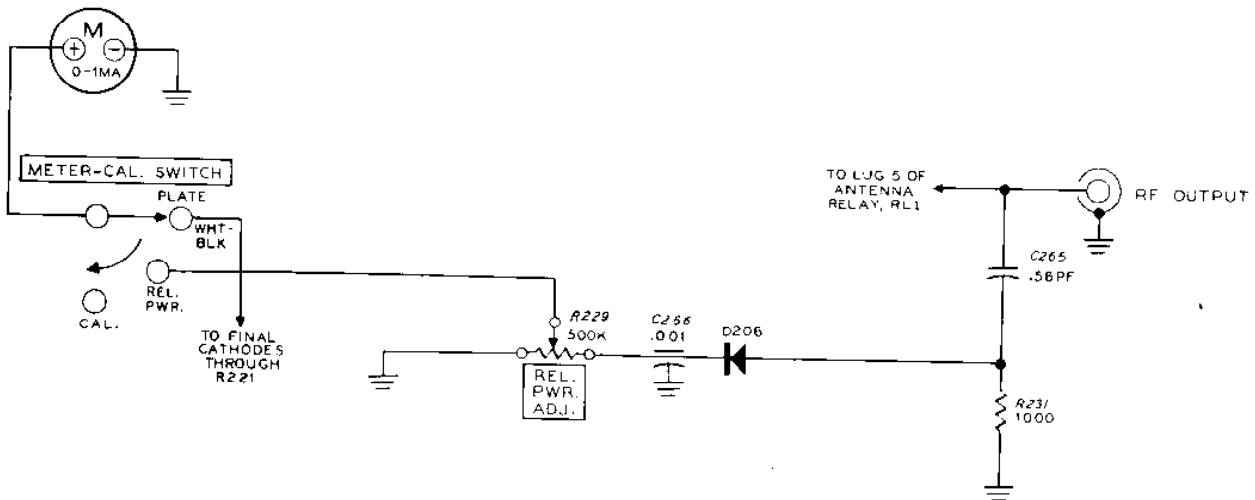 M
+ −
0-1MA
METER-CAL. SWITCH
PLATE
WHT-
BLK
REL.
PWR.
CAL.
TO FINAL
CATHODES
THROUGH
R221
R229
500K
REL.
PWR.
ADJ.
C266
.001
D206
TO LUG 5 OF
ANTENNA
RELAY, RL1
RF OUTPUT
C265
.56PF
R231
1000